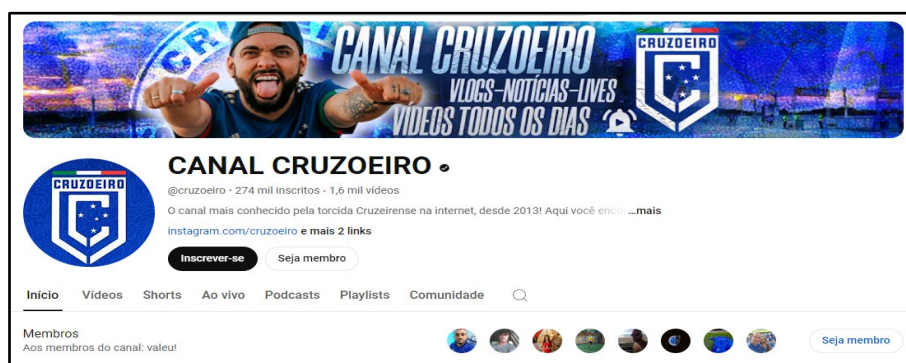 CANAL CRUZOEIRO
VLOGS-NOTÍCIAS-LIVES
VIDEOS TODOS OS DIAS
CRUZOEIRO
CRUZOEIRO
CANAL CRUZOEIRO
@cruzoeiro · 274 mil inscritos · 1,6 mil vídeos
O canal mais conhecido pela torcida Cruzeirense na internet, desde 2013! Aqui você ...mais
instagram.com/cruzoeiro e mais 2 links
Inscrever-se Seja membro
Início Vídeos Shorts Ao vivo Podcasts Playlists Comunidade
Membros
Aos membros do canal: valeu!
Seja membro